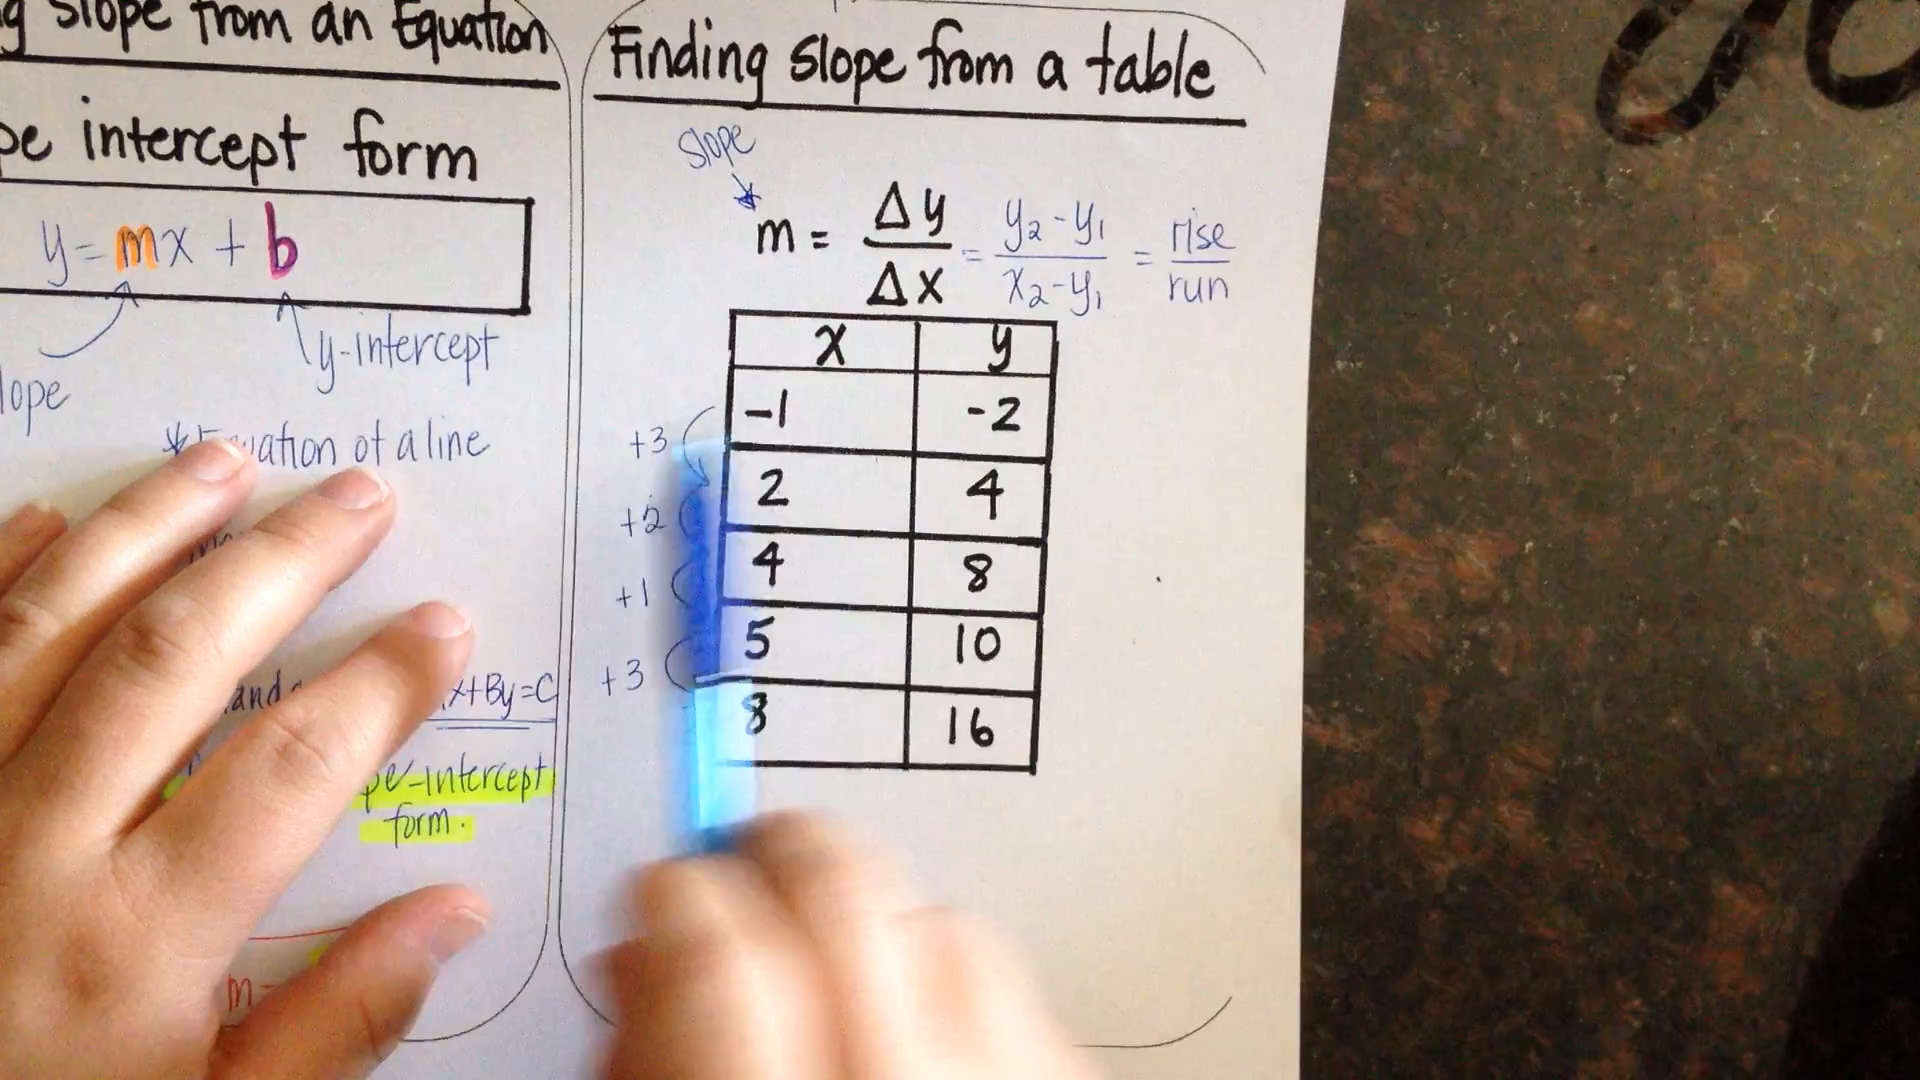 g Slope from an Equation
pe intercept form
y = mx + b
y-intercept
lope
of a line
and
x+By=C
pe-intercept
form.
m
Finding Slope from a table
Slope
m = Δy/Δx = y₂-y₁/x₂-y₁ = rise/run
x y
-1 -2
+3
2 4
+2
4 8
+1
5 10
+3
8 16